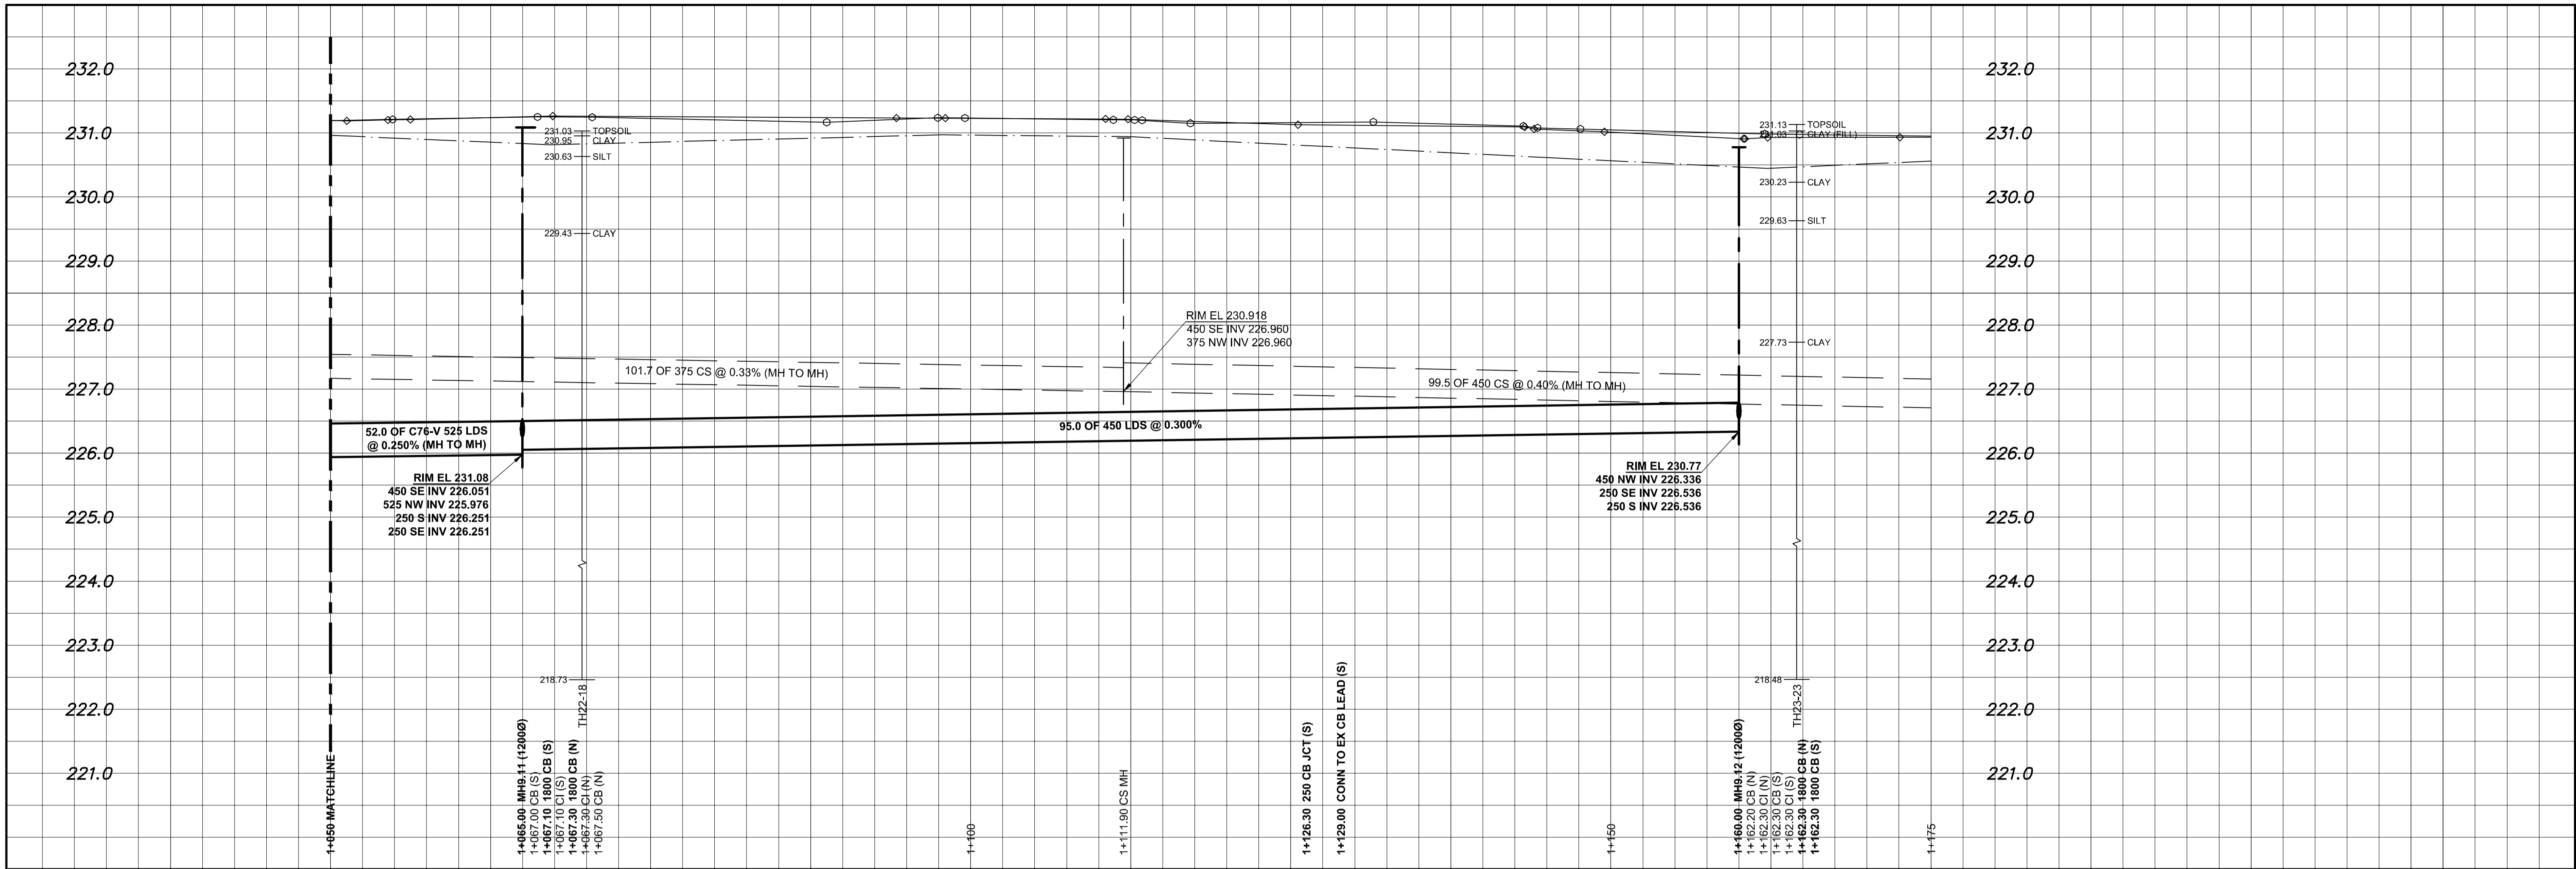 232.0
231.0
230.0
229.0
228.0
227.0
226.0
225.0
224.0
223.0
222.0
221.0
231.03 TOPSOIL
230.95 CLAY
230.63 SILT
229.43 CLAY
218.73
TH22-18
101.7 OF 375 CS @ 0.33% (MH TO MH)
52.0 OF C76-V 525 LDS
@ 0.250% (MH TO MH)
RIM EL 231.08
450 SE INV 226.051
525 NW INV 225.976
250 S INV 226.251
250 SE INV 226.251
RIM EL 230.918
450 SE INV 226.960
375 NW INV 226.960
95.0 OF 450 LDS @ 0.300%
99.5 OF 450 CS @ 0.40% (MH TO MH)
RIM EL 230.77
450 NW INV 226.336
250 SE INV 226.536
250 S INV 226.536
231.13 TOPSOIL
231.03 CLAY (FILL)
230.23 CLAY
229.63 SILT
227.73 CLAY
218.48
TH23-23
1+050 MATCHLINE
1+065.00 MH9.11 (1200Ø)
1+067.00 CB (S)
1+067.10 1800 CB (S)
1+067.10 CI (S)
1+067.30 1800 CB (N)
1+067.30 CI (N)
1+067.50 CB (N)
1+100
1+111.90 CS MH
1+126.30 250 CB JCT (S)
1+129.00 CONN TO EX CB LEAD (S)
1+150
1+160.00 MH9.12 (1200Ø)
1+162.20 CB (N)
1+162.30 CI (N)
1+162.30 CB (S)
1+162.30 CI (S)
1+162.30 1800 CB (N)
1+162.30 1800 CB (S)
1+175
232.0
231.0
230.0
229.0
228.0
227.0
226.0
225.0
224.0
223.0
222.0
221.0